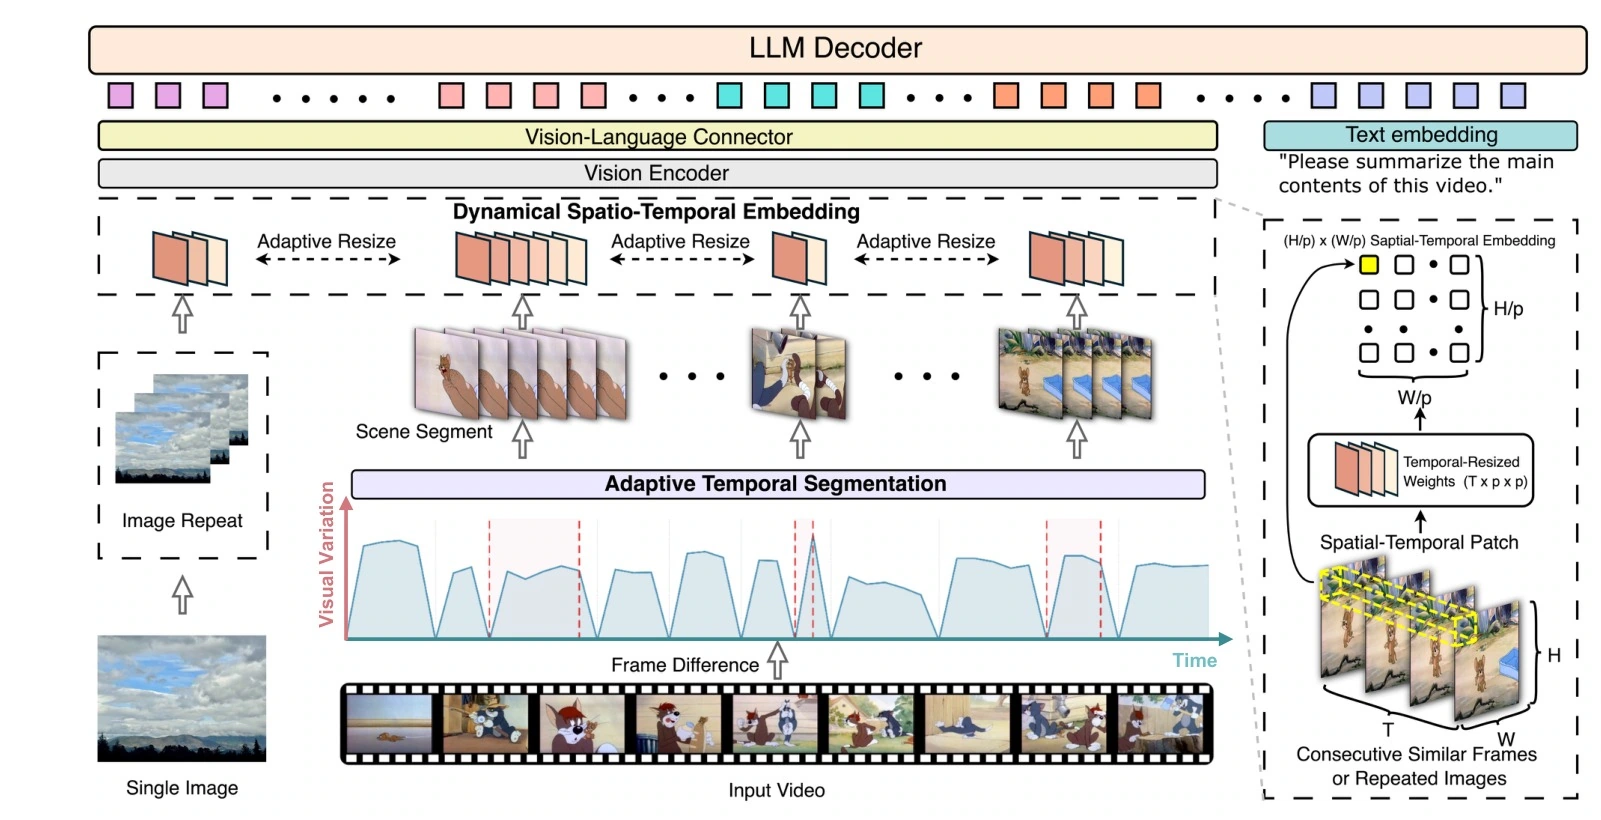 LLM Decoder
Vision-Language Connector
Text embedding
Vision Encoder
"Please summarize the main
contents of this video."
Dynamical Spatio-Temporal Embedding
Adaptive Resize
Adaptive Resize
Adaptive Resize
(H/p) x (W/p) Saptial-Temporal Embedding
H/p
W/p
Scene Segment
Image Repeat
Adaptive Temporal Segmentation
Temporal-Resized
Weights (T x p x p)
Spatial-Temporal Patch
Visual Variation
Time
Frame Difference
H
T
W
Consecutive Similar Frames
or Repeated Images
Single Image
Input Video